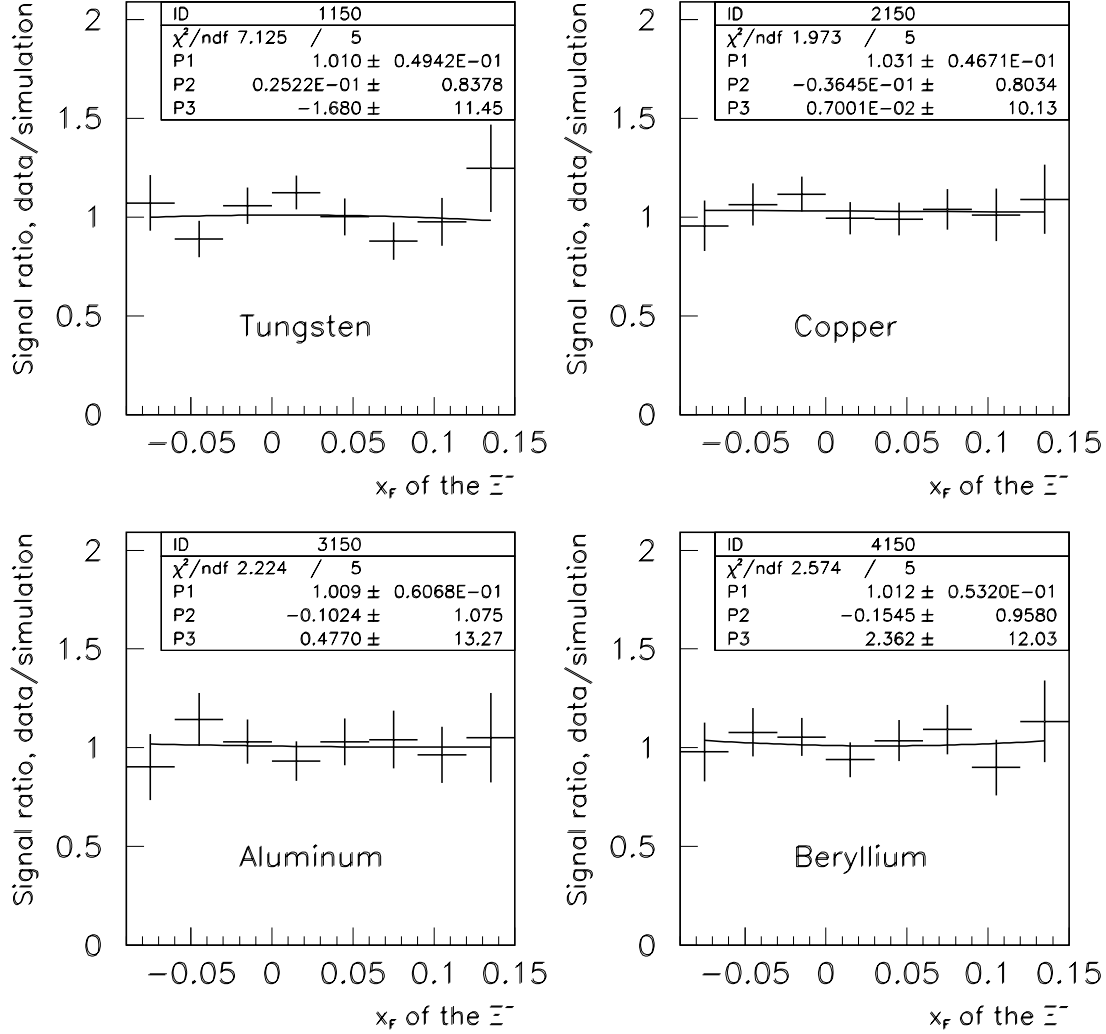 Signal ratio, data/simulation
2
1.5
1
0.5
0
ID 1150
χ²/ndf 7.125 / 5
P1 1.010 ± 0.4942E−01
P2 0.2522E−01 ± 0.8378
P3 −1.680 ± 11.45
Tungsten
−0.05 0 0.05 0.1 0.15
x_F of the Ξ⁻
Signal ratio, data/simulation
2
1.5
1
0.5
0
ID 2150
χ²/ndf 1.973 / 5
P1 1.031 ± 0.4671E−01
P2 −0.3645E−01 ± 0.8034
P3 0.7001E−02 ± 10.13
Copper
−0.05 0 0.05 0.1 0.15
x_F of the Ξ⁻
Signal ratio, data/simulation
2
1.5
1
0.5
0
ID 3150
χ²/ndf 2.224 / 5
P1 1.009 ± 0.6068E−01
P2 −0.1024 ± 1.075
P3 0.4770 ± 13.27
Aluminum
−0.05 0 0.05 0.1 0.15
x_F of the Ξ⁻
Signal ratio, data/simulation
2
1.5
1
0.5
0
ID 4150
χ²/ndf 2.574 / 5
P1 1.012 ± 0.5320E−01
P2 −0.1545 ± 0.9580
P3 2.362 ± 12.03
Beryllium
−0.05 0 0.05 0.1 0.15
x_F of the Ξ⁻